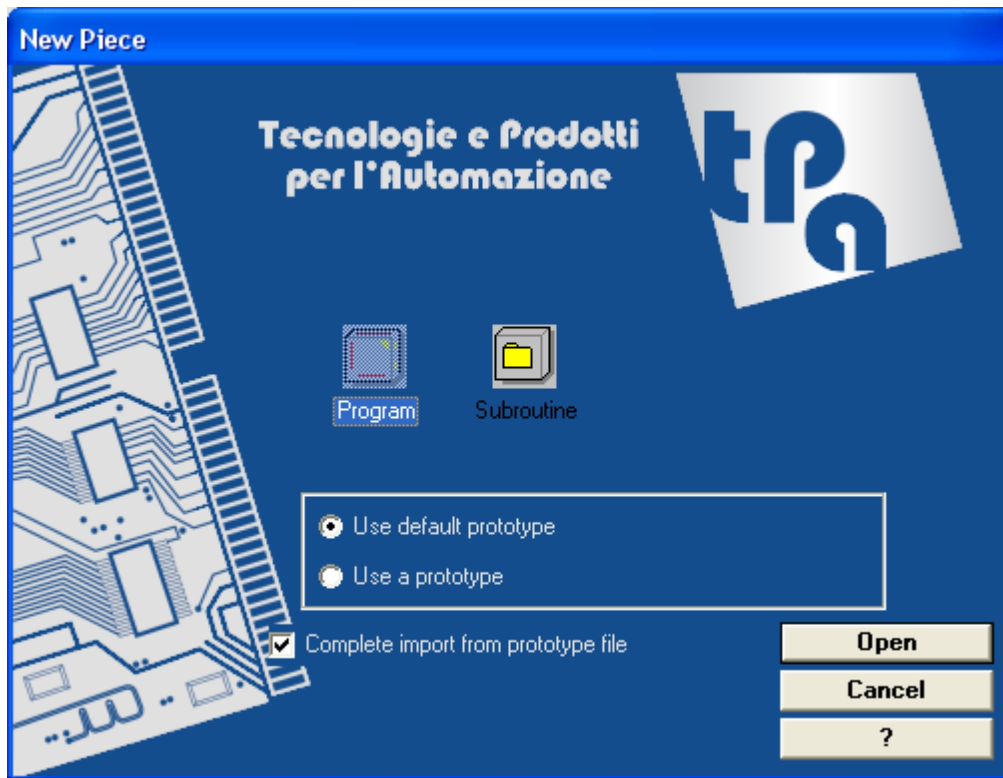 New Piece
Tecnologie e Prodotti
per l'Automazione
tpa
Program
Subroutine
Use default prototype
Use a prototype
Complete import from prototype file
Open
Cancel
?